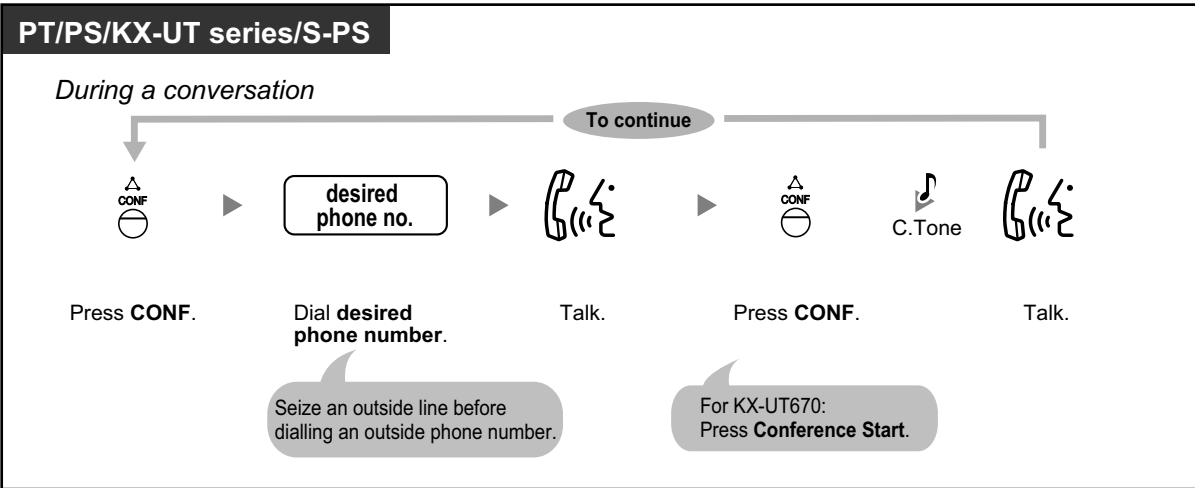 PT/PS/KX-UT series/S-PS
During a conversation
To continue
CONF
desired
phone no.
CONF
C.Tone
Press CONF.
Dial desired
phone number.
Talk.
Press CONF.
Talk.
Seize an outside line before
dialling an outside phone number.
For KX-UT670:
Press Conference Start.